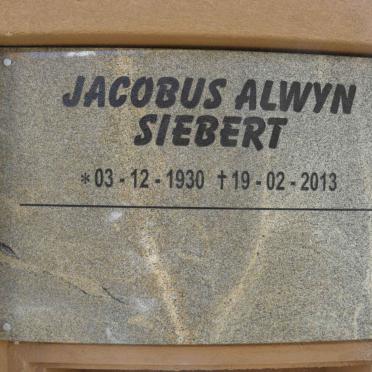 JACOBUS ALWYN
SIEBERT
* 03 - 12 - 1930 † 19 - 02 - 2013